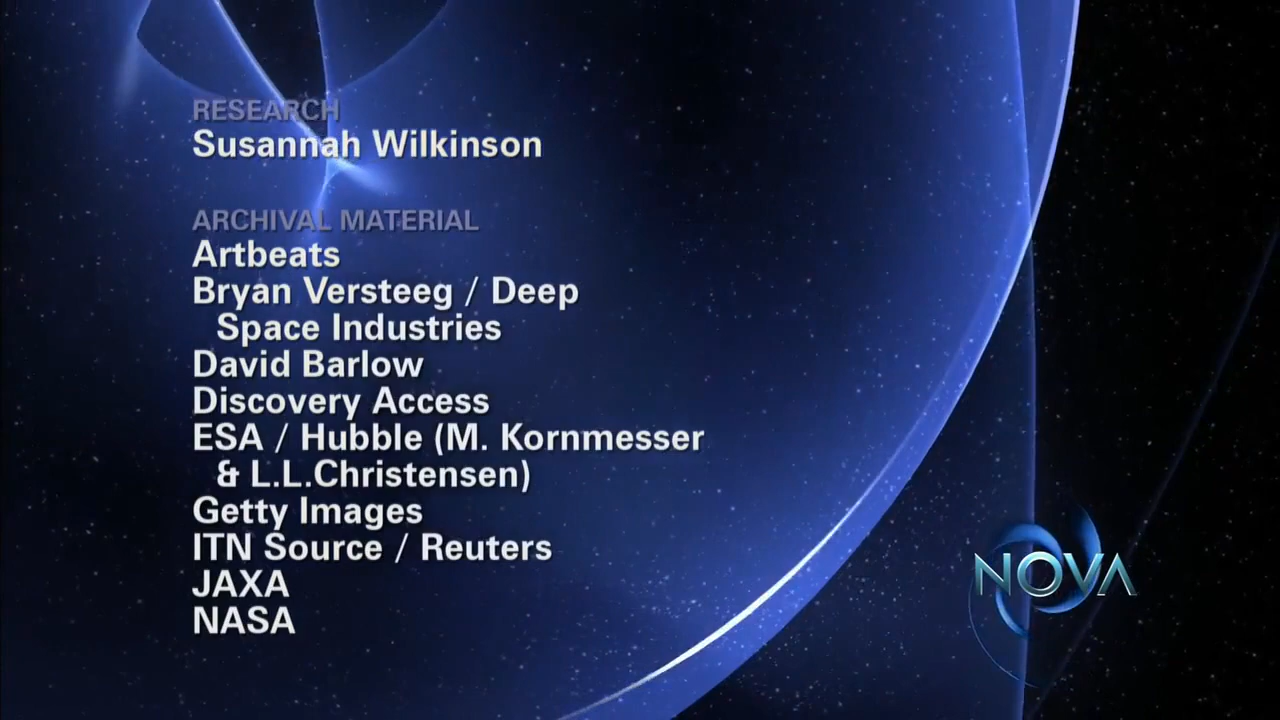 RESEARCH
Susannah Wilkinson
ARCHIVAL MATERIAL
Artbeats
Bryan Versteeg / Deep
Space Industries
David Barlow
Discovery Access
ESA / Hubble (M. Kornmesser
& L.L.Christensen)
Getty Images
ITN Source / Reuters
JAXA
NASA
NOVA